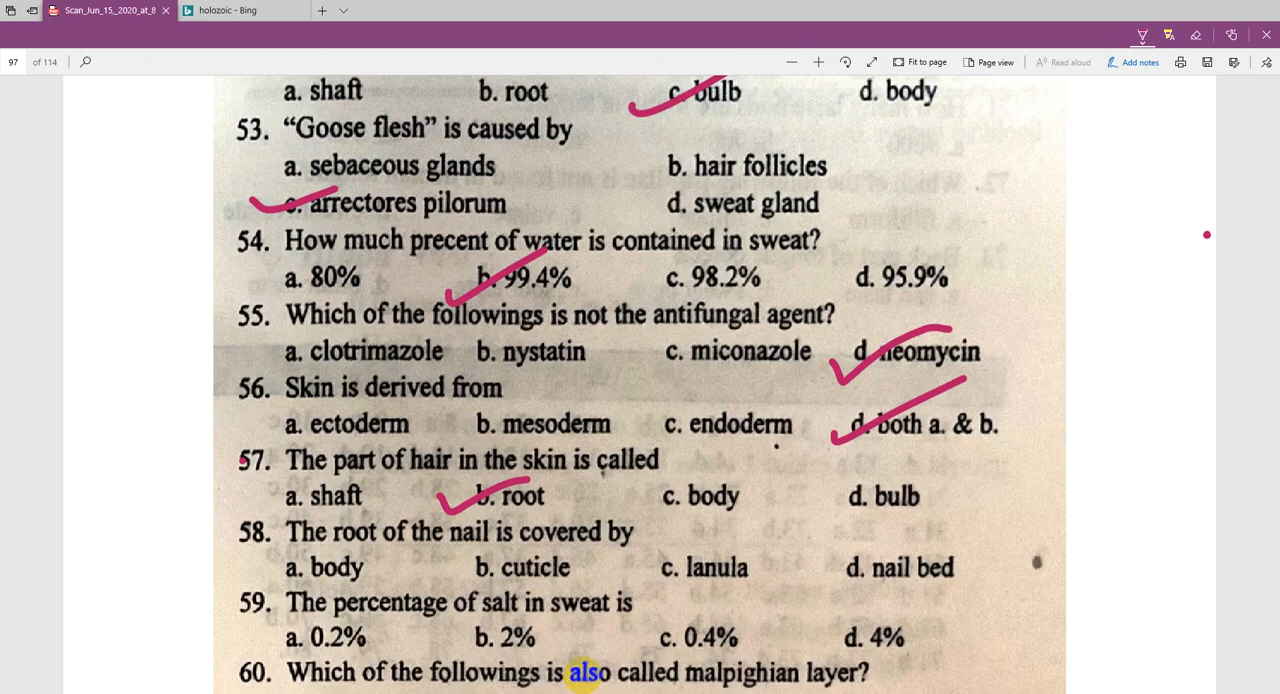 Scan_Jun_15,_2020_at_8
holozoic - Bing
97 of 114
Fit to page
Page view
Read aloud
Add notes
a. shaft b. root c. bulb d. body
53. “Goose flesh” is caused by
a. sebaceous glands b. hair follicles
c. arrectores pilorum d. sweat gland
54. How much precent of water is contained in sweat?
a. 80% b. 99.4% c. 98.2% d. 95.9%
55. Which of the followings is not the antifungal agent?
a. clotrimazole b. nystatin c. miconazole d neomycin
56. Skin is derived from
a. ectoderm b. mesoderm c. endoderm d. both a. & b.
57. The part of hair in the skin is called
a. shaft b. root c. body d. bulb
58. The root of the nail is covered by
a. body b. cuticle c. lanula d. nail bed
59. The percentage of salt in sweat is
a. 0.2% b. 2% c. 0.4% d. 4%
60. Which of the followings is also called malpighian layer?